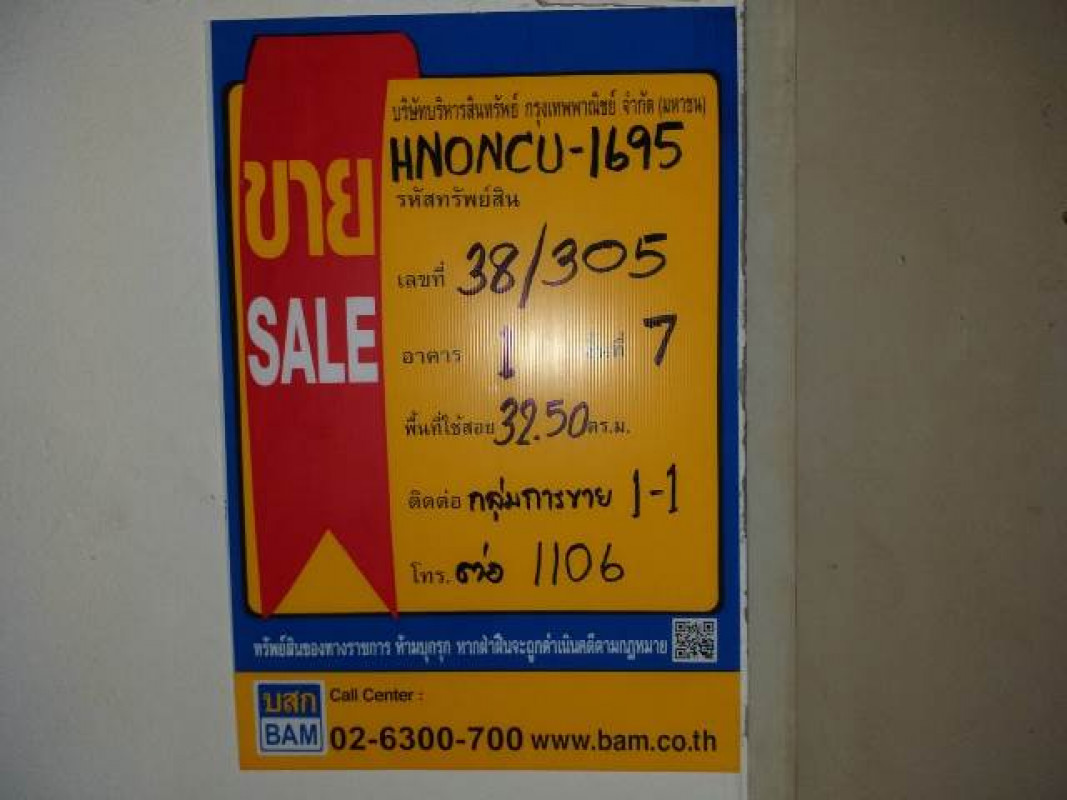 บริษัทบริหารสินทรัพย์ กรุงเทพพาณิชย์ จำกัด (มหาชน)
HNONCU-1695
รหัสทรัพย์สิน
ขาย
SALE
เลขที่ 38/305
อาคาร 1 ชั้นที่ 7
พื้นที่ใช้สอย 32.50 ตร.ม.
ติดต่อ กลุ่มการขาย 1-1
โทร. ต่อ 1106
ทรัพย์สินของทางราชการ ห้ามบุกรุก หากฝ่าฝืนจะถูกดำเนินคดีตามกฎหมาย
บสก
BAM
Call Center :
02-6300-700 www.bam.co.th